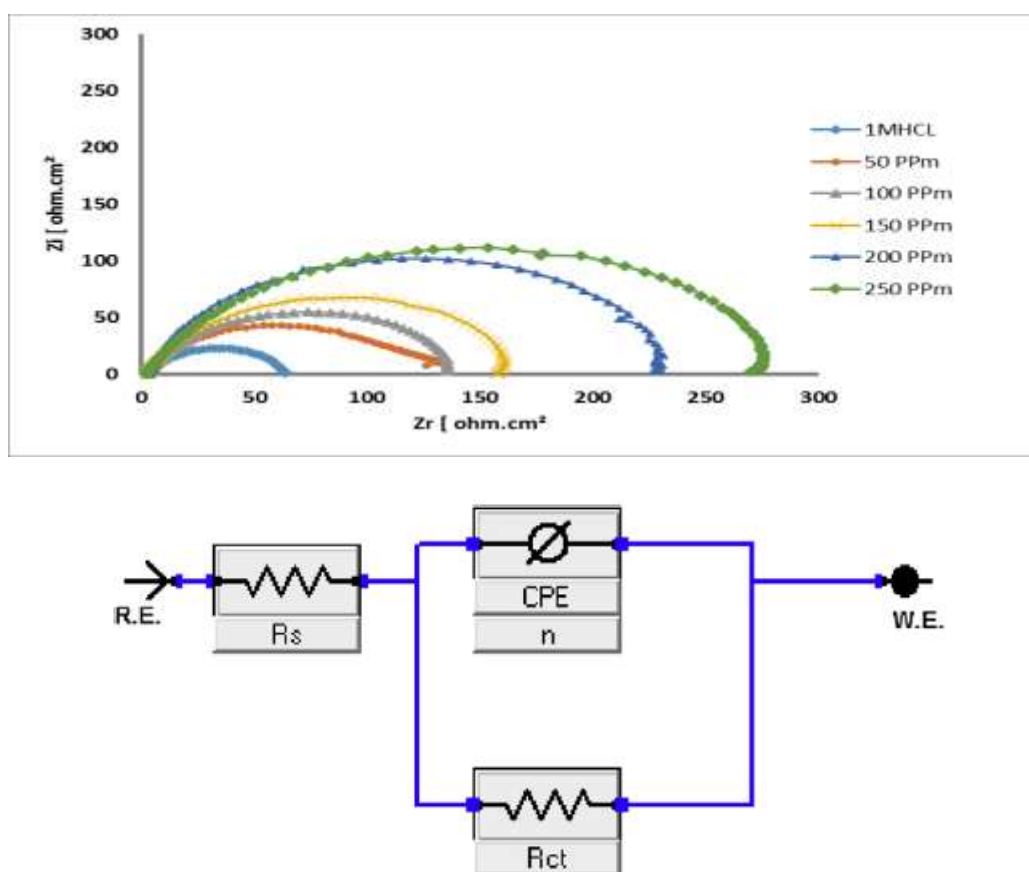 300
250
200
150
100
50
0
Zi [ ohm.cm²
0 50 100 150 200 250 300
Zr [ ohm.cm²
1MHCL
50 PPm
100 PPm
150 PPm
200 PPm
250 PPm
R.E.
Rs
CPE
n
W.E.
Rct